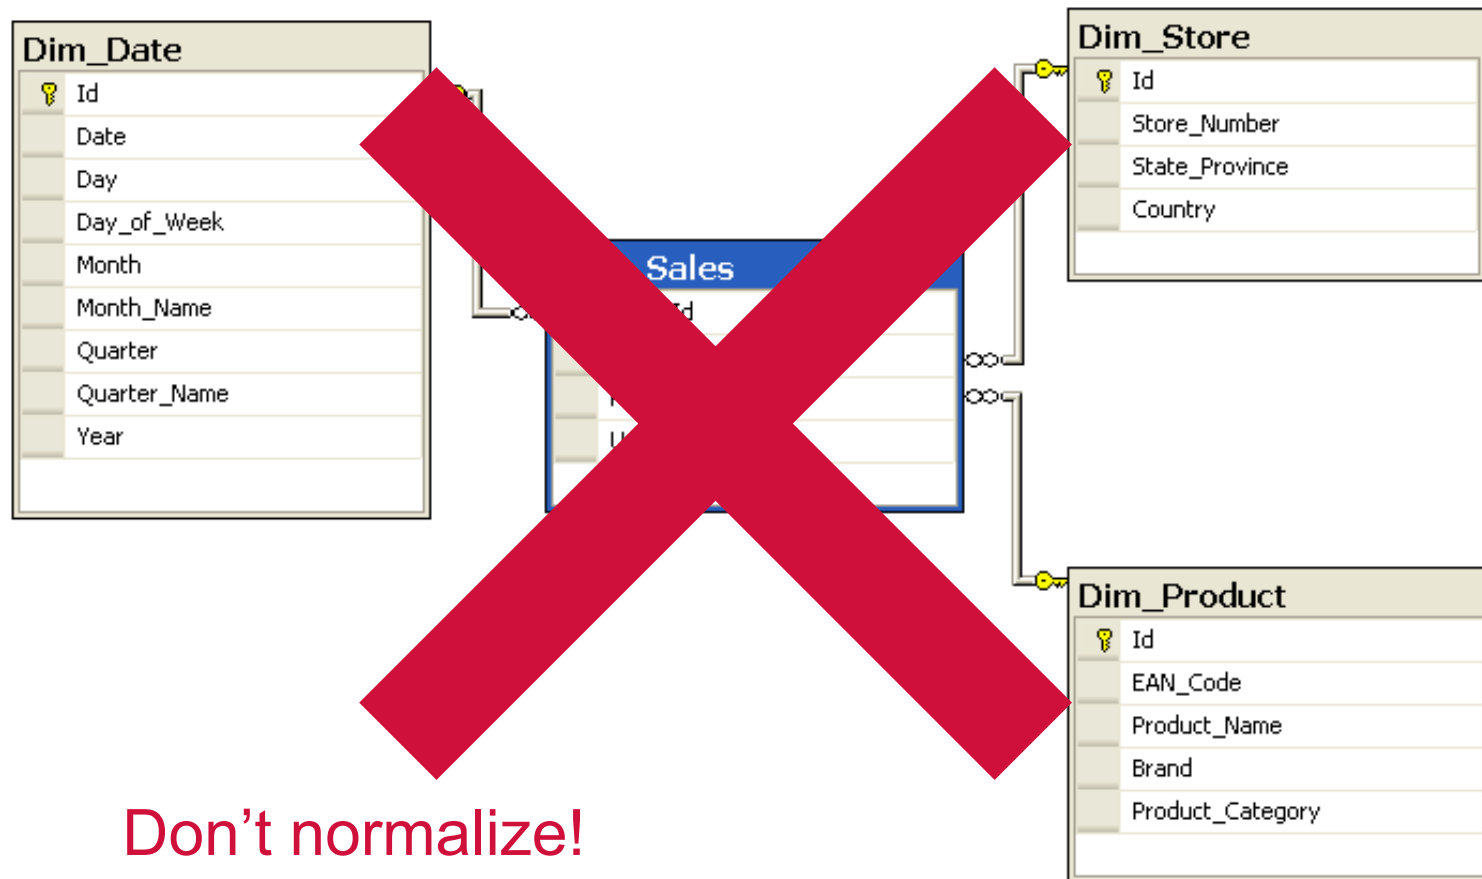 Dim_Date
Id
Date
Day
Day_of_Week
Month
Month_Name
Quarter
Quarter_Name
Year
Sales
Dim_Store
Id
Store_Number
State_Province
Country
Dim_Product
Id
EAN_Code
Product_Name
Brand
Product_Category
Don’t normalize!